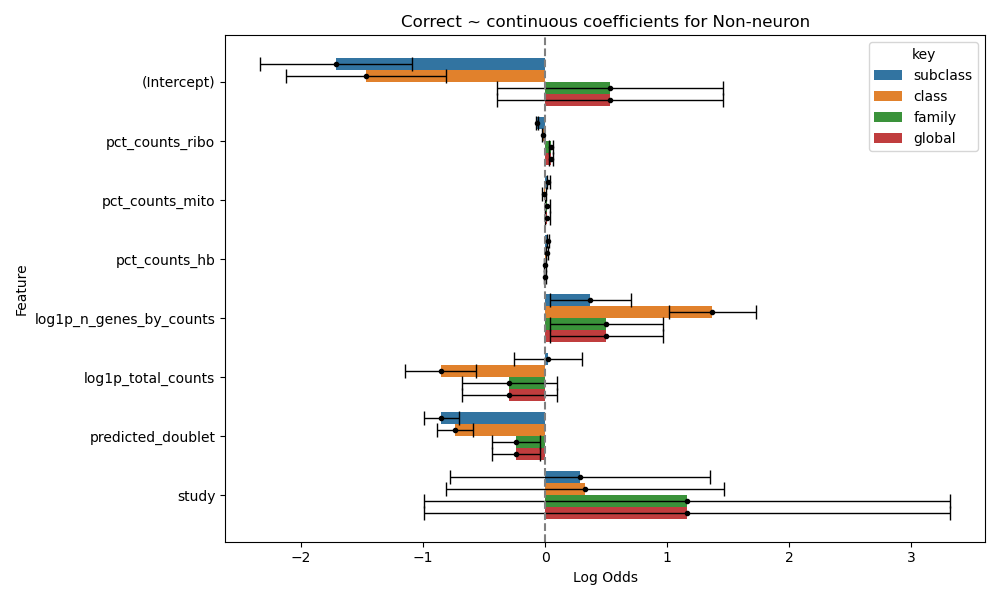 Correct ~ continuous coefficients for Non-neuron
key
subclass
class
family
global
Feature
(Intercept)
pct_counts_ribo
pct_counts_mito
pct_counts_hb
log1p_n_genes_by_counts
log1p_total_counts
predicted_doublet
study
−2
−1
0
1
2
3
Log Odds